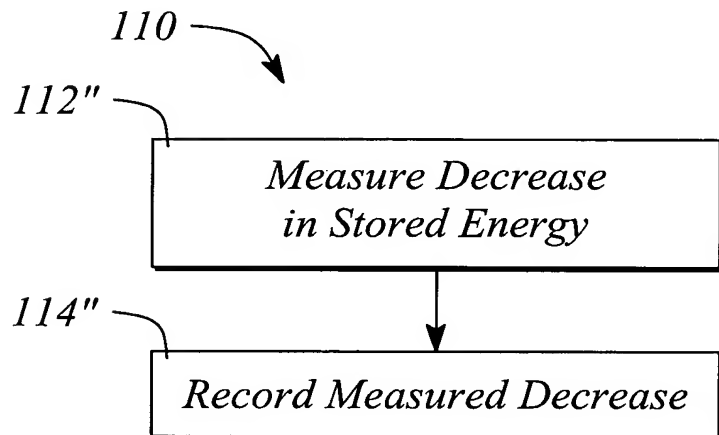 110
112"
Measure Decrease
in Stored Energy
114"
Record Measured Decrease